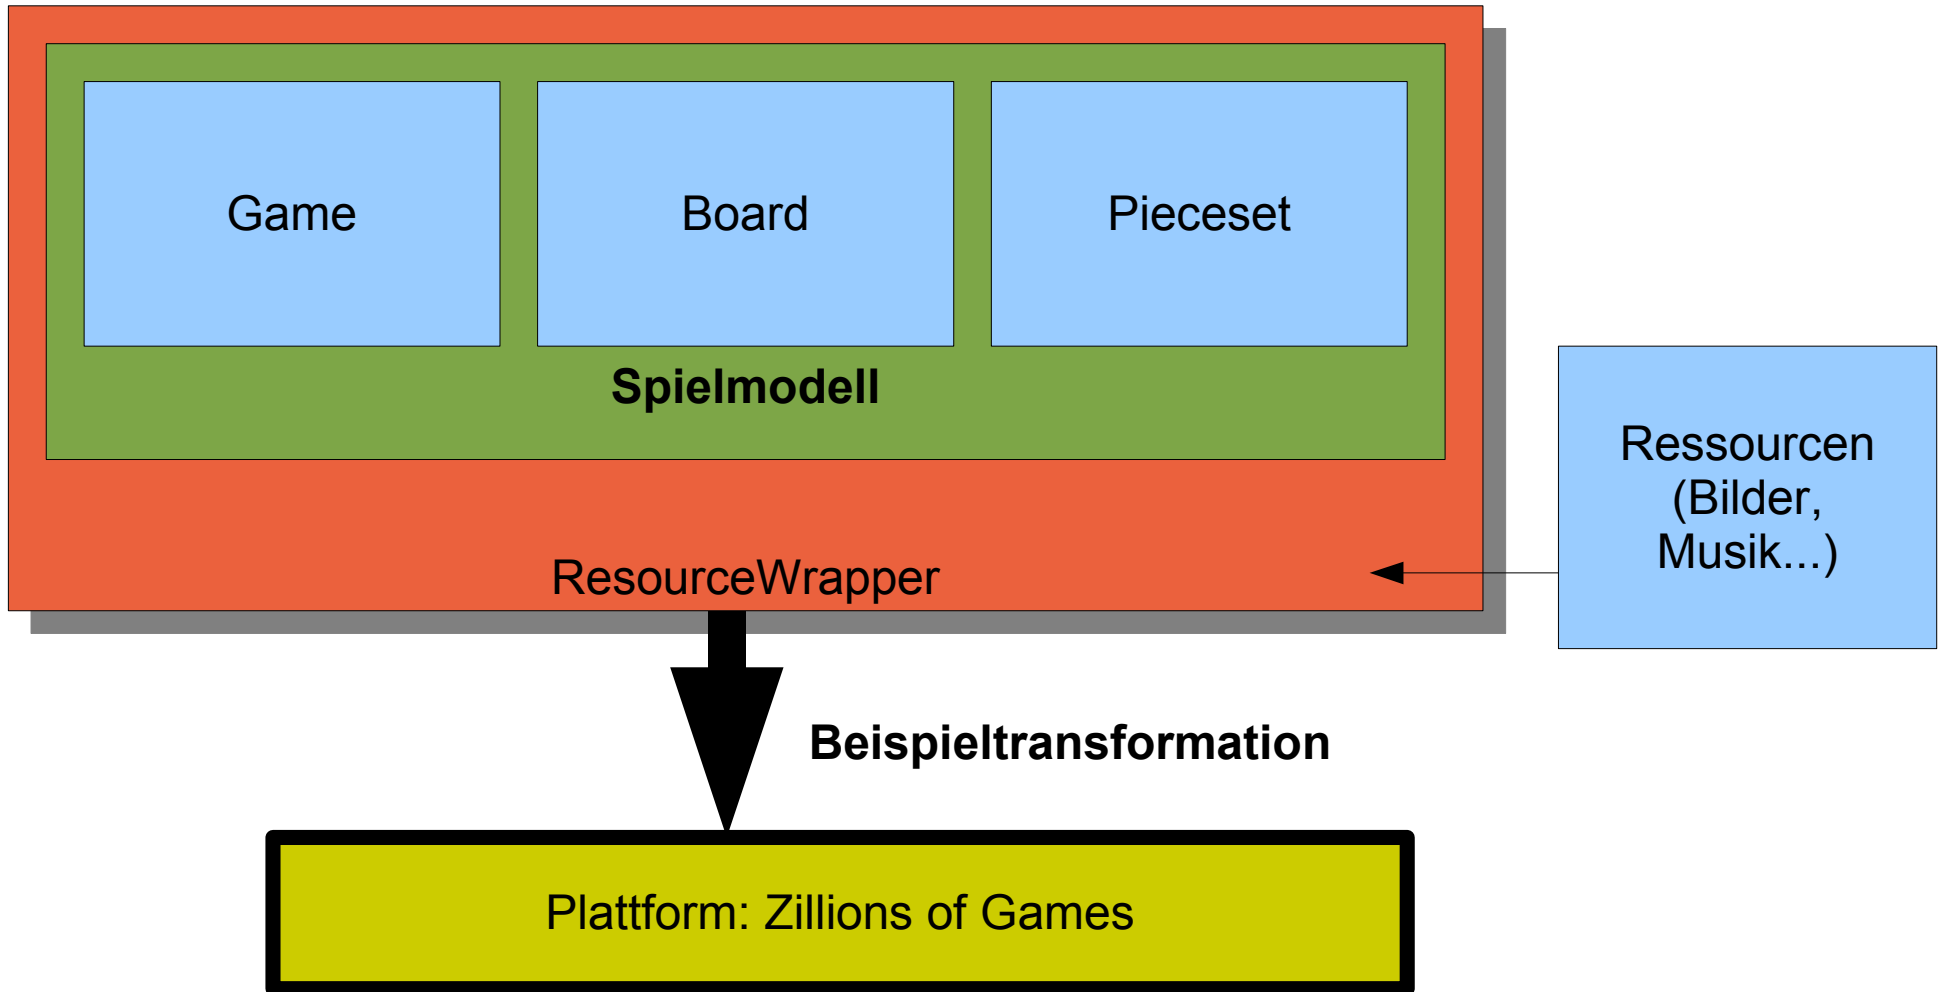 Game
Board
Pieceset
Spielmodell
Ressourcen
(Bilder,
Musik...)
ResourceWrapper
Beispieltransformation
Plattform: Zillions of Games